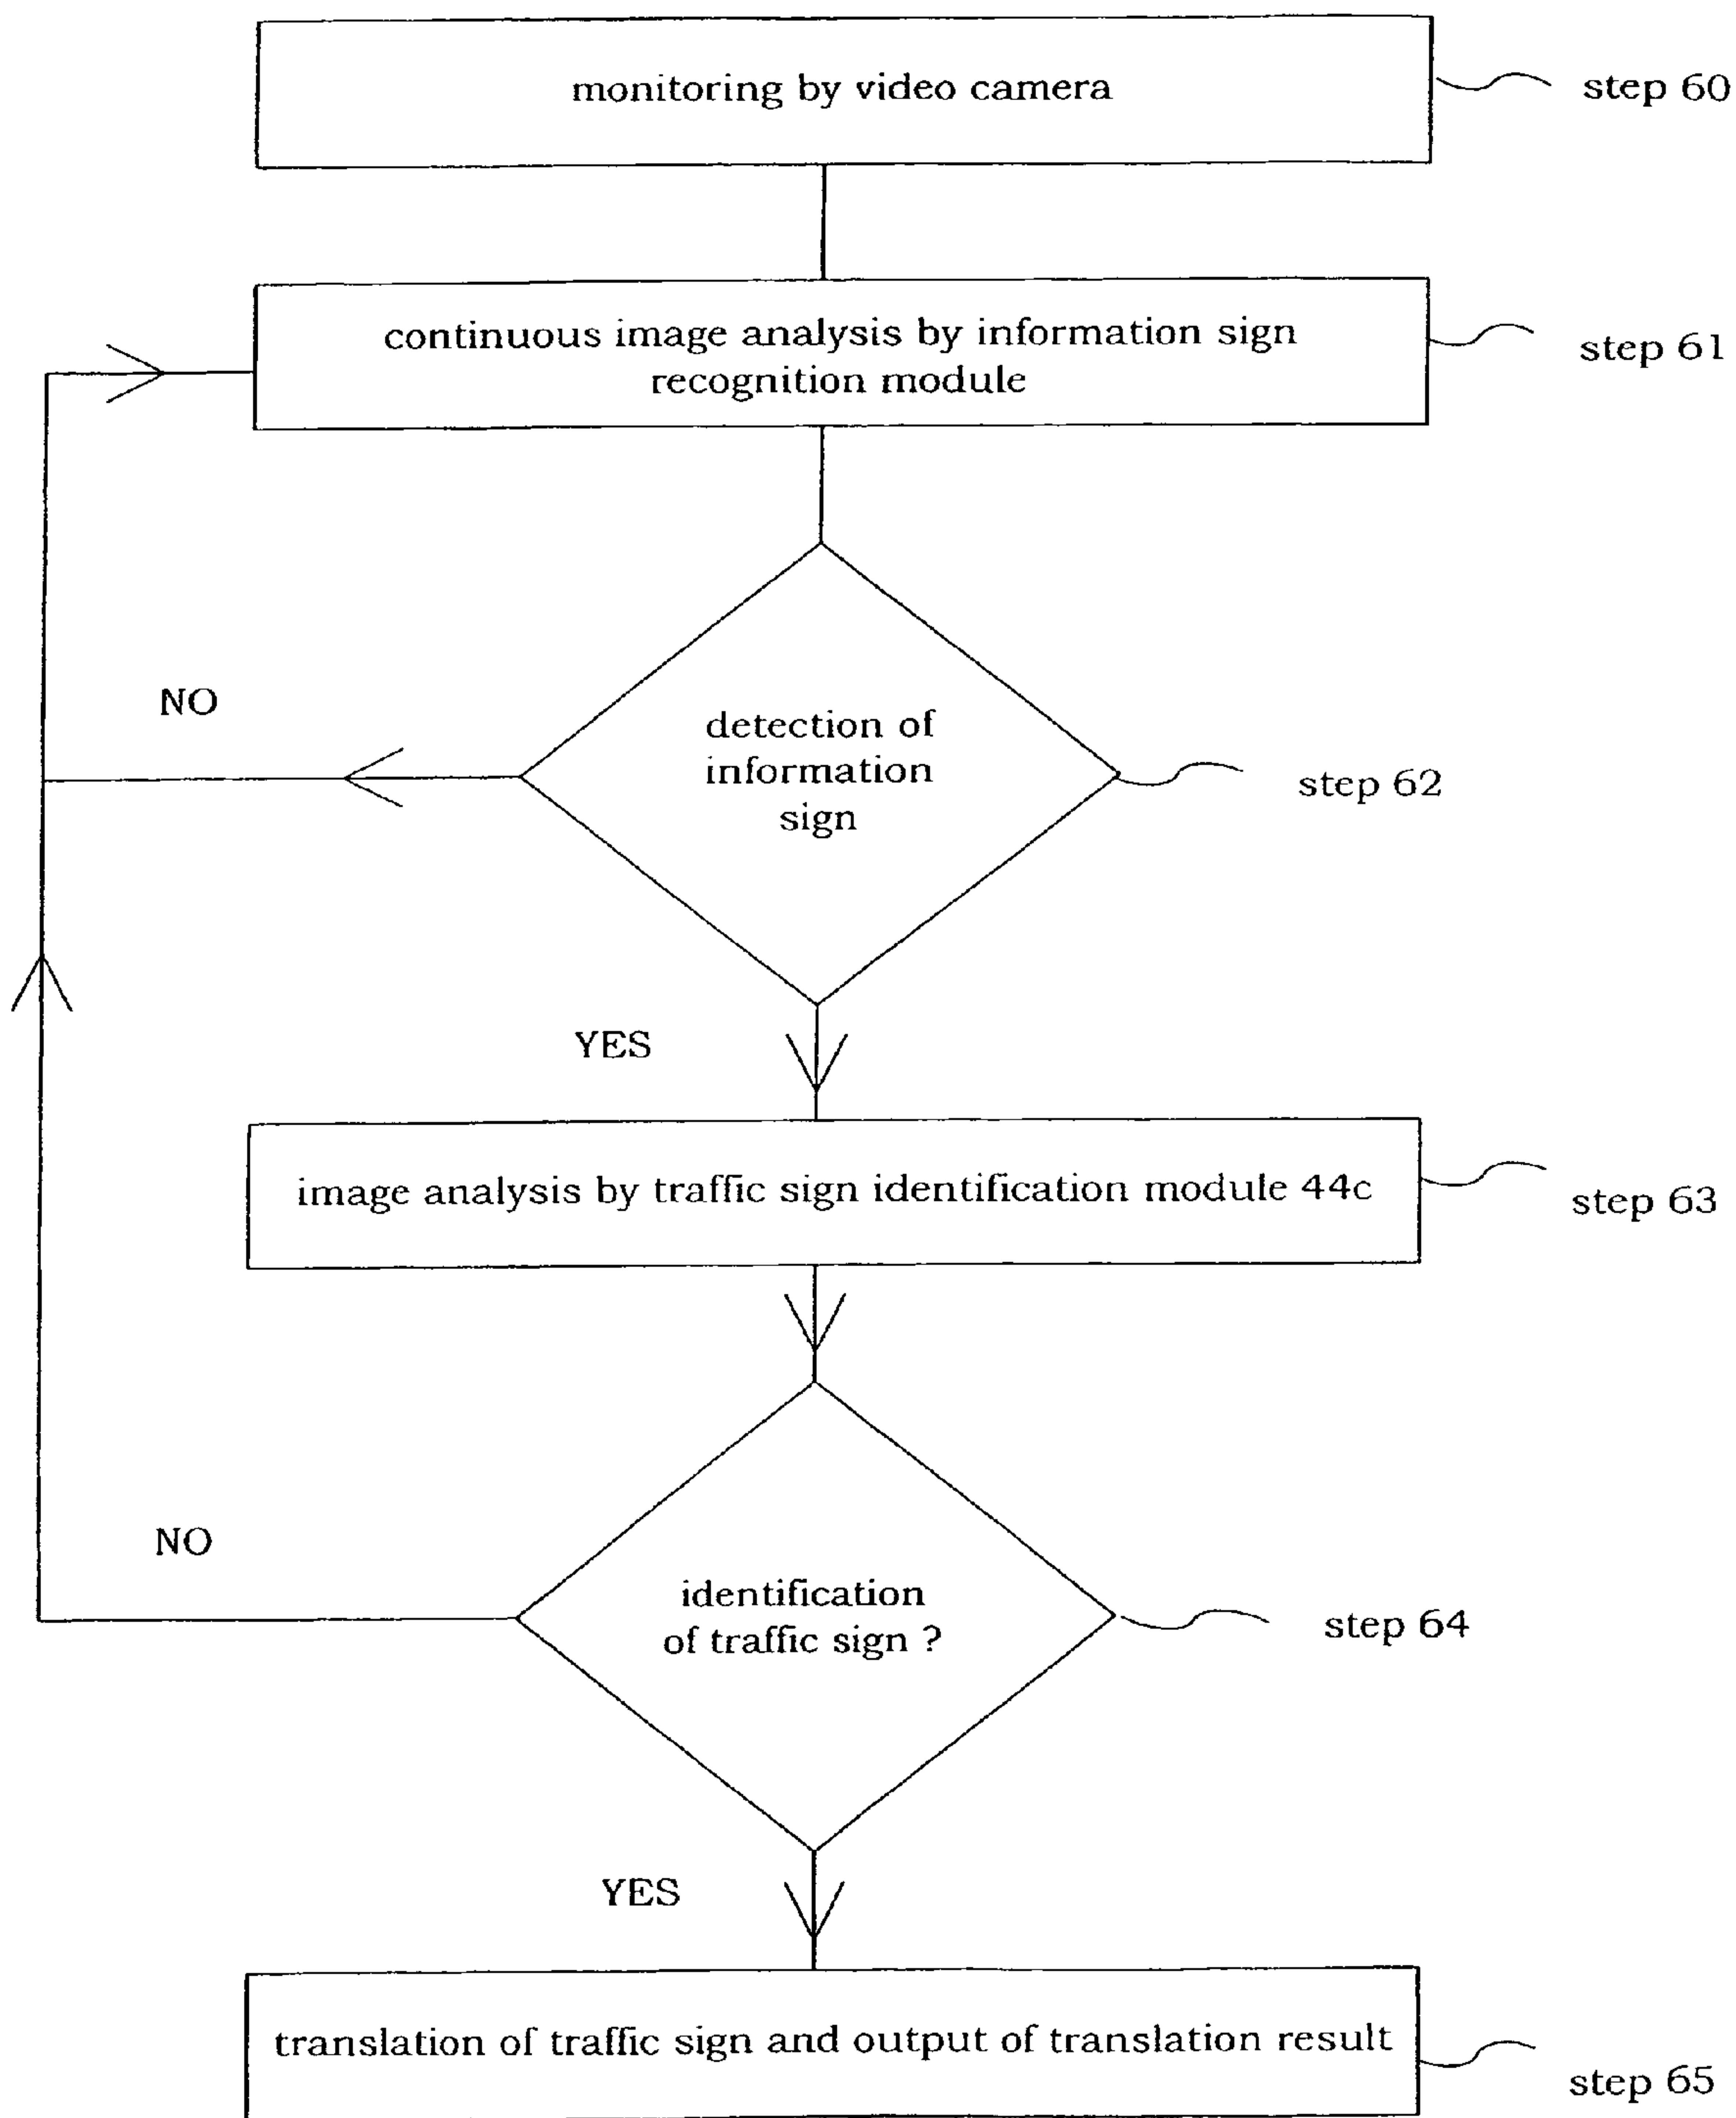 monitoring by video camera
step 60
continuous image analysis by information sign
recognition module
step 61
NO
detection of
information
sign
step 62
YES
image analysis by traffic sign identification module 44c
step 63
NO
identification
of traffic sign ?
step 64
YES
translation of traffic sign and output of translation result
step 65